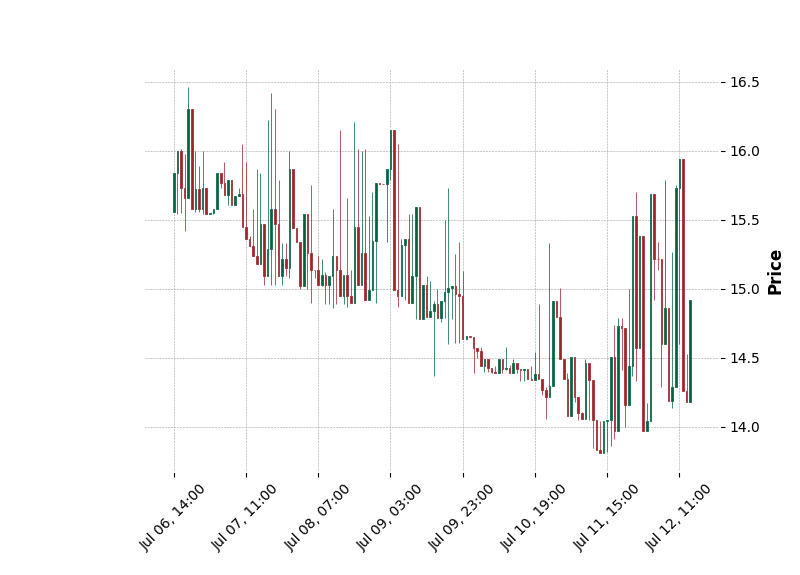 16.5
16.0
15.5
15.0
14.5
14.0
Price
Jul 06, 14:00
Jul 07, 11:00
Jul 08, 07:00
Jul 09, 03:00
Jul 09, 23:00
Jul 10, 19:00
Jul 11, 15:00
Jul 12, 11:00